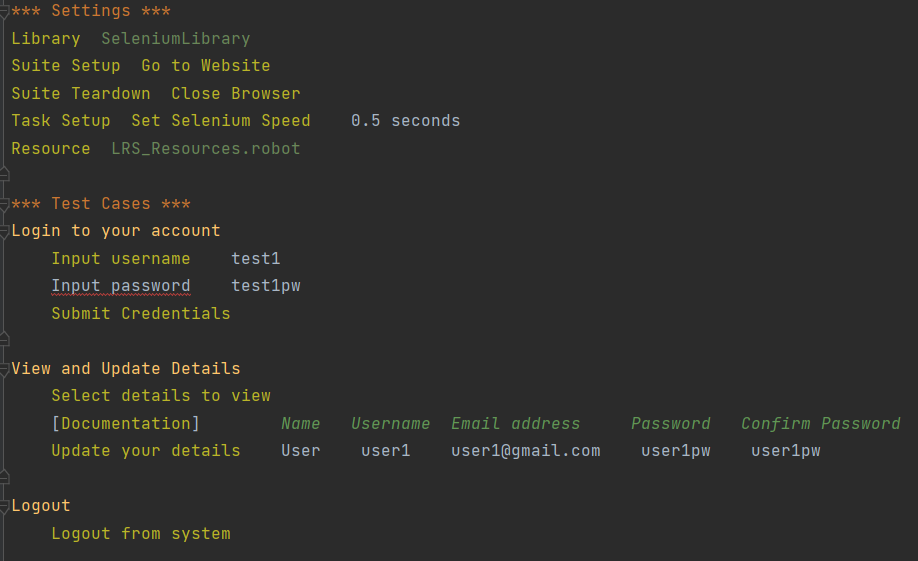 *** Settings ***
Library  SeleniumLibrary
Suite Setup  Go to Website
Suite Teardown  Close Browser
Task Setup  Set Selenium Speed    0.5 seconds
Resource  LRS_Resources.robot
*** Test Cases ***
Login to your account
    Input username    test1
    Input password    test1pw
    Submit Credentials
View and Update Details
    Select details to view
    [Documentation]        Name   Username  Email address     Password   Confirm Password
    Update your details    User    user1    user1@gmail.com    user1pw    user1pw
Logout
    Logout from system